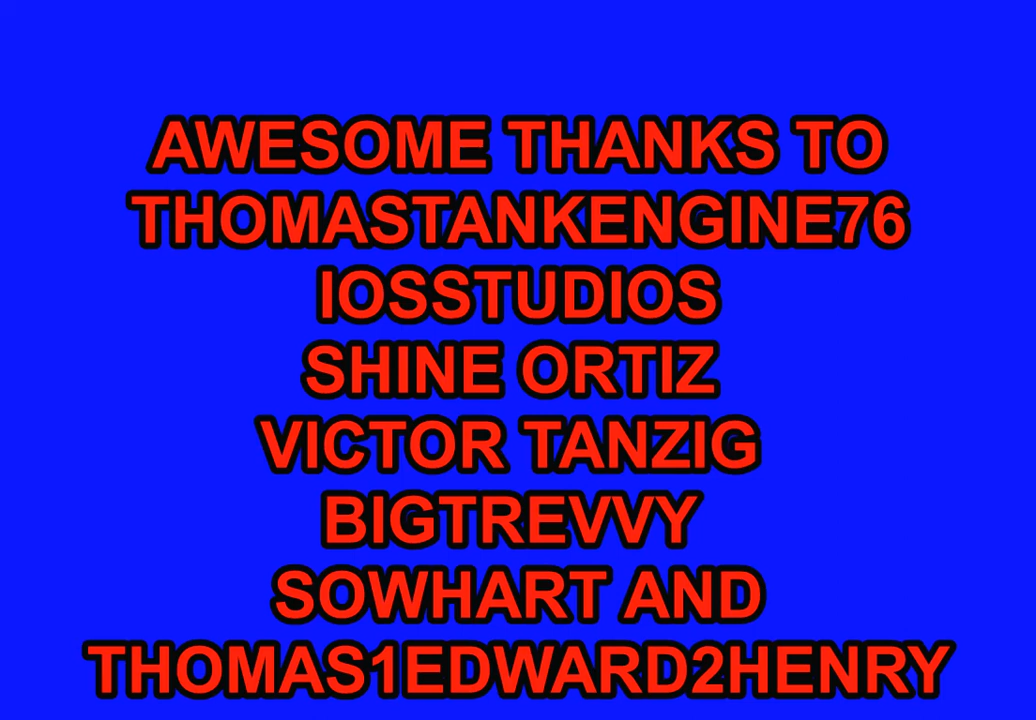 AWESOME THANKS TO
THOMASTANKENGINE76
IOSSTUDIOS
SHINE ORTIZ
VICTOR TANZIG
BIGTREVVY
SOWHART AND
THOMAS1EDWARD2HENRY